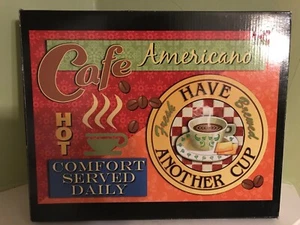 Cafe
Americano
HOT
COMFORT
SERVED
DAILY
HAVE
Fresh Brewed
ANOTHER CUP